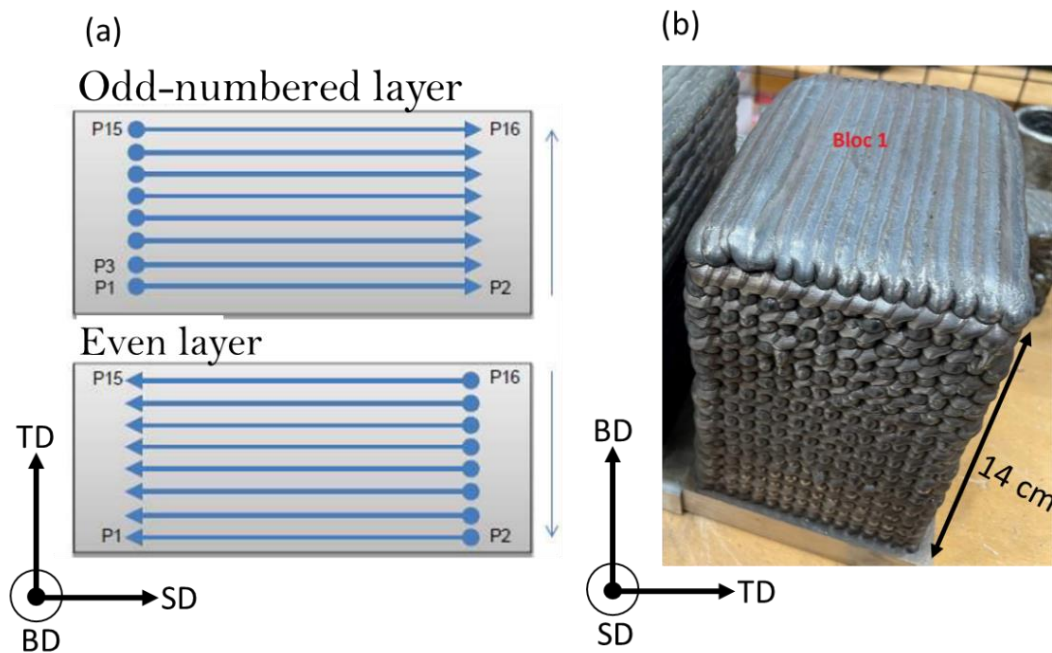 (a)
Odd-numbered layer
P15
P16
P3
P1
P2
Even layer
P15
P16
P1
P2
TD
SD
BD
(b)
Bloc 1
14 cm
BD
TD
SD